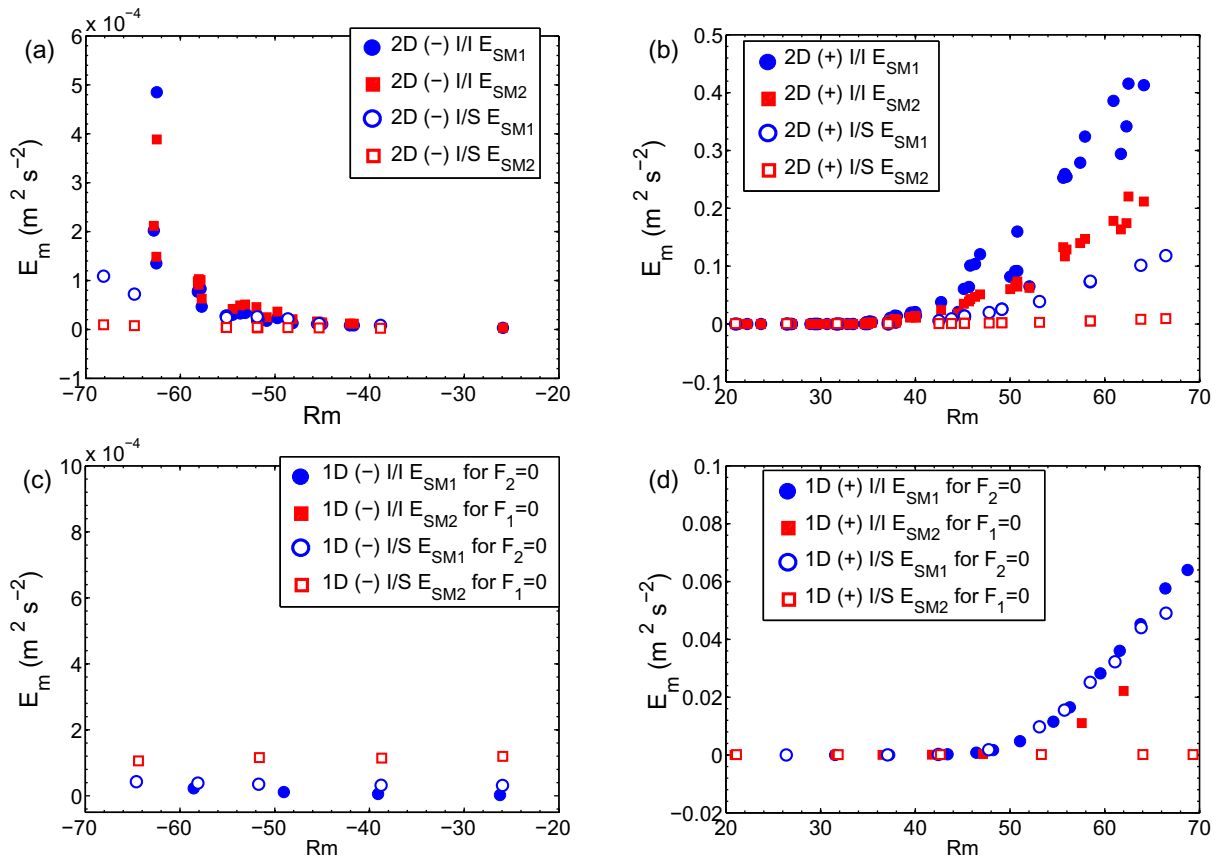 (a)
x 10⁻⁴
6
5
4
3
2
1
0
−1
E_m (m² s⁻²)
−70 −60 −50 −40 −30 −20
Rm
2D (−) I/I E_SM1
2D (−) I/I E_SM2
2D (−) I/S E_SM1
2D (−) I/S E_SM2
(b)
0.5
0.4
0.3
0.2
0.1
0
−0.1
E_m (m² s⁻²)
20 30 40 50 60 70
Rm
2D (+) I/I E_SM1
2D (+) I/I E_SM2
2D (+) I/S E_SM1
2D (+) I/S E_SM2
(c)
x 10⁻⁴
10
8
6
4
2
0
E_m (m² s⁻²)
−70 −60 −50 −40 −30 −20
Rm
1D (−) I/I E_SM1 for F_2=0
1D (−) I/I E_SM2 for F_1=0
1D (−) I/S E_SM1 for F_2=0
1D (−) I/S E_SM2 for F_1=0
(d)
0.1
0.08
0.06
0.04
0.02
0
−0.02
E_m (m² s⁻²)
20 30 40 50 60 70
Rm
1D (+) I/I E_SM1 for F_2=0
1D (+) I/I E_SM2 for F_1=0
1D (+) I/S E_SM1 for F_2=0
1D (+) I/S E_SM2 for F_1=0